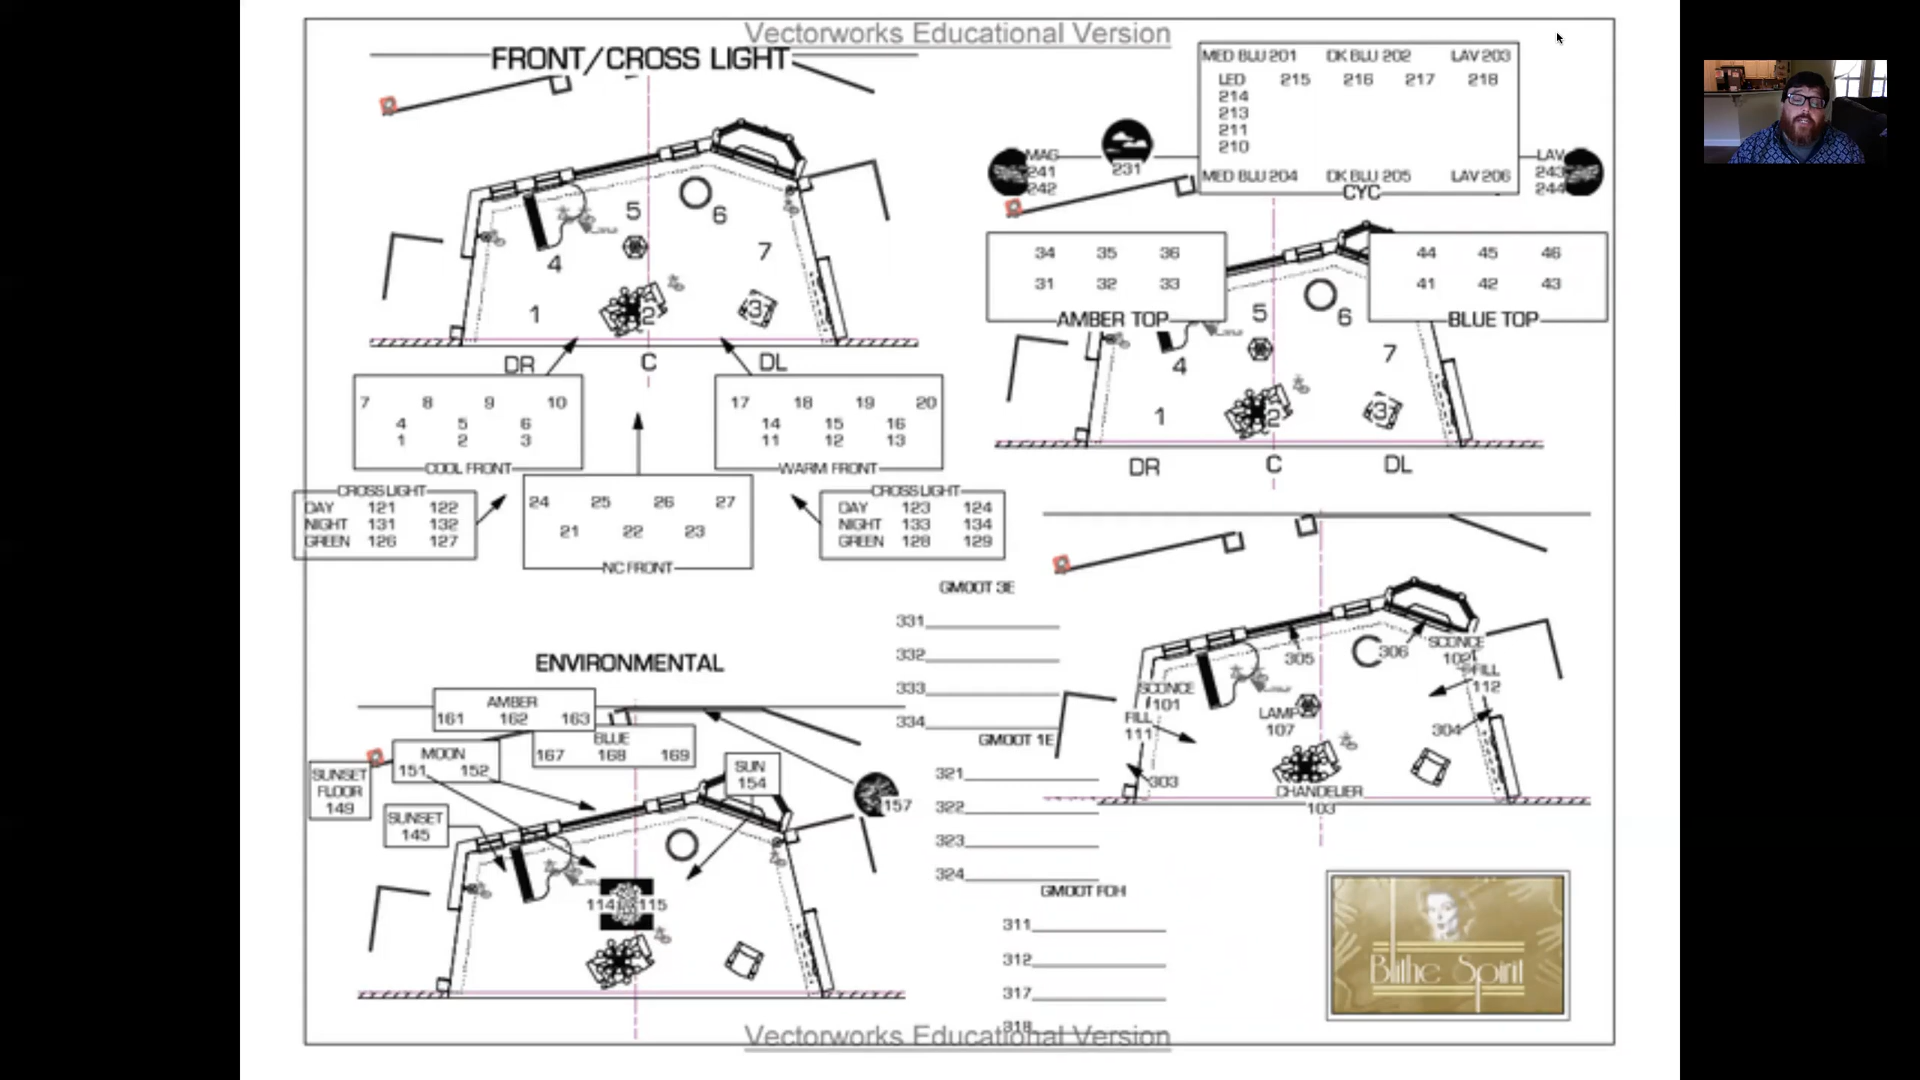 Vectorworks Educational Version
FRONT/CROSS LIGHT
5
6
4
7
1
2
3
DR
C
DL
7 8 9 10
4 5 6
1 2 3
COOL FRONT
17 18 19 20
14 15 16
11 12 13
WARM FRONT
CROSS LIGHT
DAY 121 122
NIGHT 131 132
GREEN 126 127
24 25 26 27
21 22 23
NC FRONT
CROSS LIGHT
DAY 123 124
NIGHT 133 134
GREEN 128 129
MED BLU 201 DK BLU 202 LAV 203
LED 215 216 217 218
214
213
211
210
MED BLU 204 DK BLU 205 LAV 206
CYC
MAG
241
242
231
LAV
243
244
34 35 36
31 32 33
AMBER TOP
44 45 46
41 42 43
BLUE TOP
5
6
4
7
1
2
3
DR
C
DL
GMOOT 3E
331
332
333
334
GMOOT 1E
321
322
323
324
GMOOT FOH
311
312
317
318
305
306
SCONCE
102
FILL
112
SCONCE
101
FILL
111
LAMP
107
304
303
CHANDELIER
103
ENVIRONMENTAL
AMBER
161 162 163
BLUE
167 168 169
MOON
151 152
SUN
154
SUNSET
FLOOR
149
SUNSET
145
157
114 115
Blithe Spirit
Vectorworks Educational Version